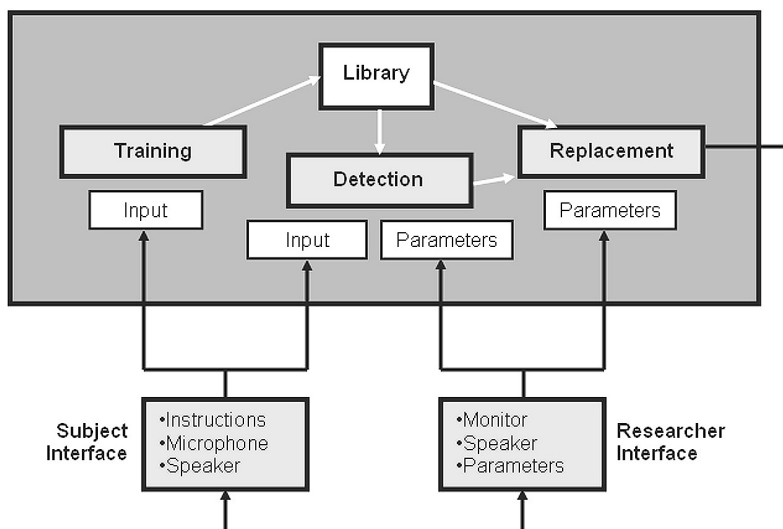 Library
Training
Replacement
Detection
Input
Parameters
Input
Parameters
Subject
Interface
•Instructions
•Microphone
•Speaker
•Monitor
•Speaker
•Parameters
Researcher
Interface